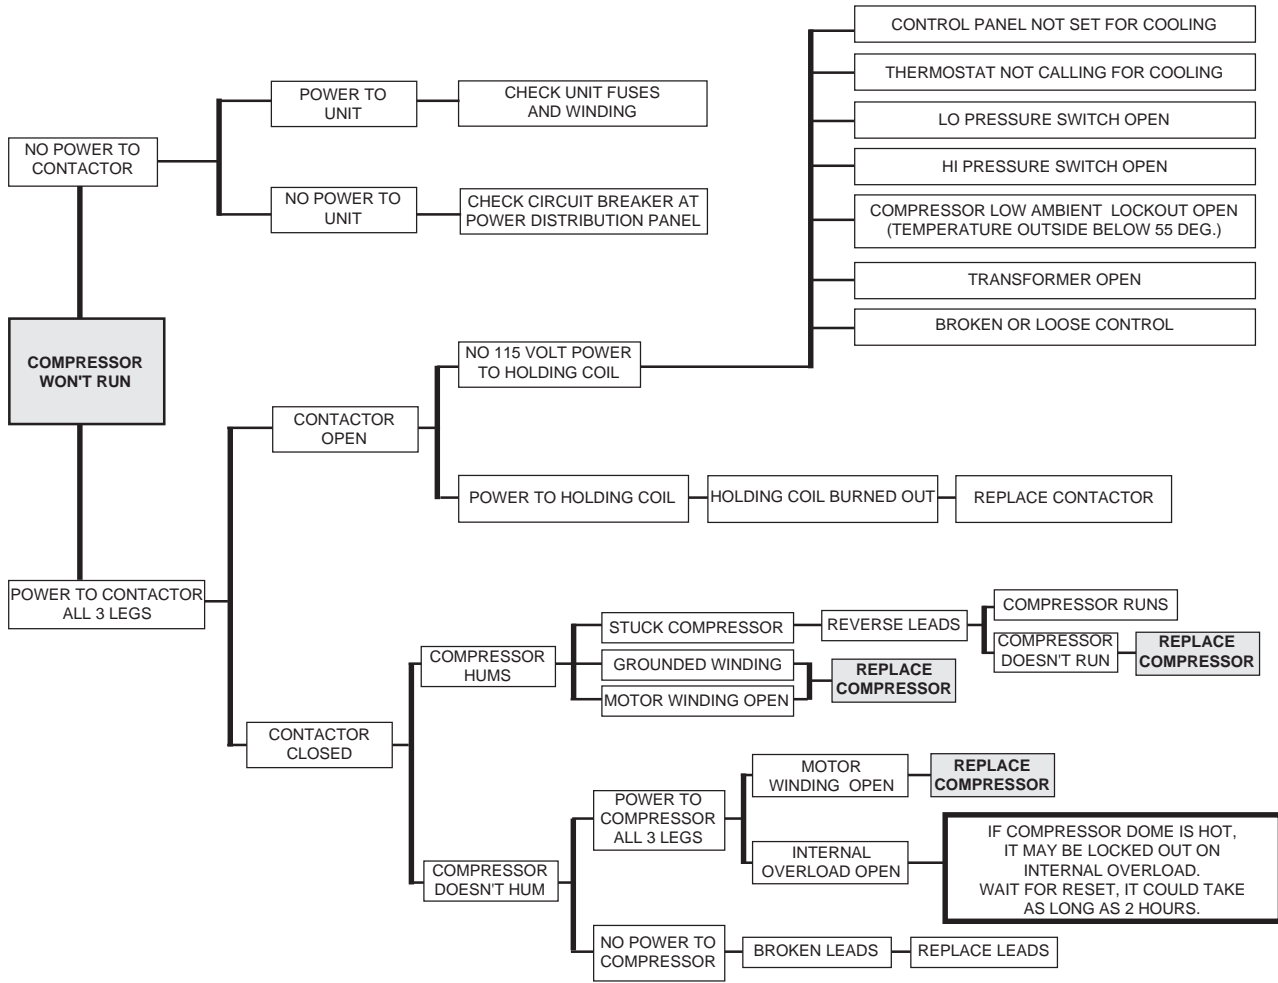 CONTROL PANEL NOT SET FOR COOLING
THERMOSTAT NOT CALLING FOR COOLING
LO PRESSURE SWITCH OPEN
HI PRESSURE SWITCH OPEN
COMPRESSOR LOW AMBIENT LOCKOUT OPEN
(TEMPERATURE OUTSIDE BELOW 55 DEG.)
TRANSFORMER OPEN
BROKEN OR LOOSE CONTROL
POWER TO
UNIT
CHECK UNIT FUSES
AND WINDING
NO POWER TO
CONTACTOR
NO POWER TO
UNIT
CHECK CIRCUIT BREAKER AT
POWER DISTRIBUTION PANEL
COMPRESSOR
WON'T RUN
NO 115 VOLT POWER
TO HOLDING COIL
CONTACTOR
OPEN
POWER TO HOLDING COIL
HOLDING COIL BURNED OUT
REPLACE CONTACTOR
POWER TO CONTACTOR
ALL 3 LEGS
COMPRESSOR
HUMS
STUCK COMPRESSOR
REVERSE LEADS
COMPRESSOR RUNS
COMPRESSOR
DOESN'T RUN
REPLACE
COMPRESSOR
GROUNDED WINDING
MOTOR WINDING OPEN
REPLACE
COMPRESSOR
CONTACTOR
CLOSED
MOTOR
WINDING OPEN
REPLACE
COMPRESSOR
POWER TO
COMPRESSOR
ALL 3 LEGS
INTERNAL
OVERLOAD OPEN
IF COMPRESSOR DOME IS HOT,
IT MAY BE LOCKED OUT ON
INTERNAL OVERLOAD.
WAIT FOR RESET, IT COULD TAKE
AS LONG AS 2 HOURS.
COMPRESSOR
DOESN'T HUM
NO POWER TO
COMPRESSOR
BROKEN LEADS
REPLACE LEADS